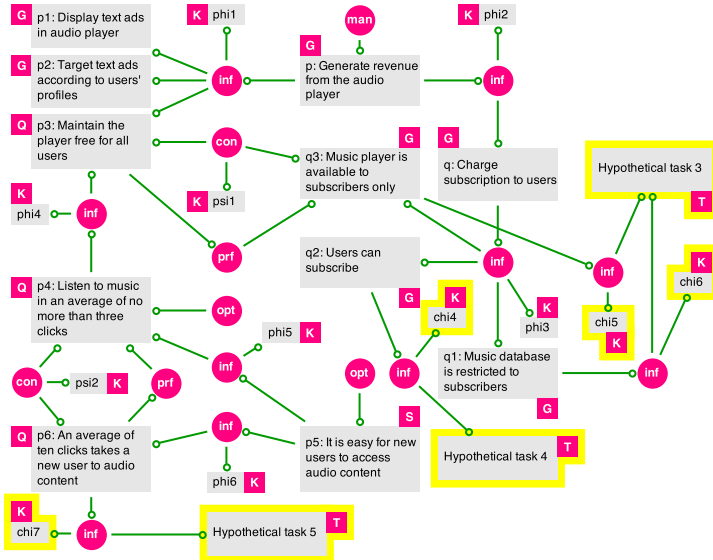 G
p1: Display text ads
in audio player
K
phi1
man
K
phi2
G
p2: Target text ads
according to users'
profiles
inf
G
p: Generate revenue
from the audio
player
inf
Q
p3: Maintain the
player free for all
users
con
G
q3: Music player is
available to
subscribers only
G
q: Charge
subscription to users
Hypothetical task 3
T
K
phi4
inf
K
psi1
prf
q2: Users can
subscribe
G
inf
inf
K
chi6
Q
p4: Listen to music
in an average of no
more than three
clicks
opt
K
chi4
K
phi3
chi5
K
phi5
K
con
psi2
K
prf
inf
opt
inf
q1: Music database
is restricted to
subscribers
G
inf
Q
p6: An average of
ten clicks takes a
new user to audio
content
inf
phi6
K
S
p5: It is easy for new
users to access
audio content
Hypothetical task 4
T
K
chi7
inf
Hypothetical task 5
T